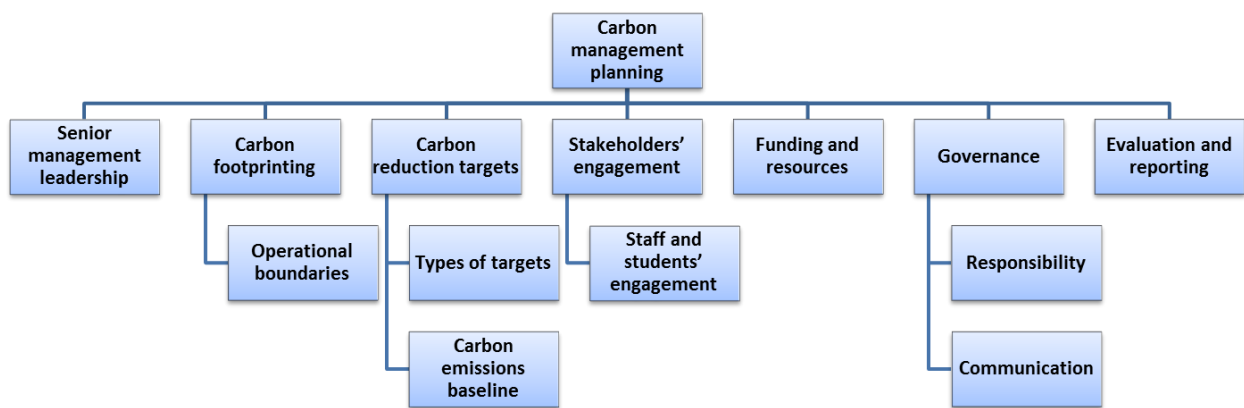 Carbon
management
planning
Senior
management
leadership
Carbon
footprinting
Carbon
reduction targets
Stakeholders’
engagement
Funding and
resources
Governance
Evaluation and
reporting
Operational
boundaries
Types of targets
Staff and
students’
engagement
Responsibility
Carbon
emissions
baseline
Communication